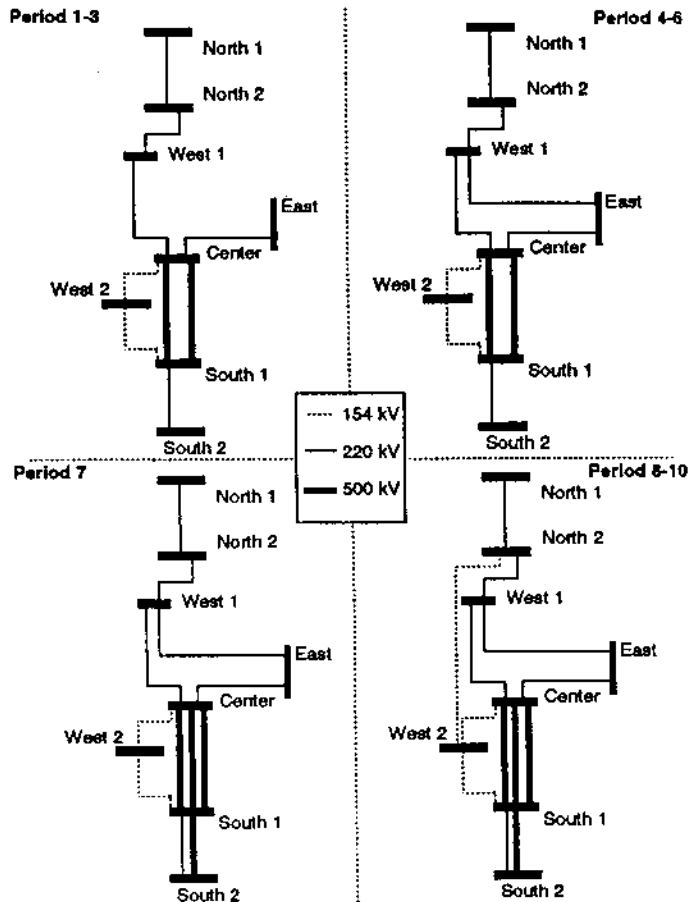 Period 1-3
North 1
North 2
West 1
East
Center
West 2
South 1
South 2
Period 4-6
North 1
North 2
West 1
East
Center
West 2
South 1
South 2
154 kV
220 kV
500 kV
Period 7
North 1
North 2
West 1
East
Center
West 2
South 1
South 2
Period 8-10
North 1
North 2
West 1
East
Center
West 2
South 1
South 2